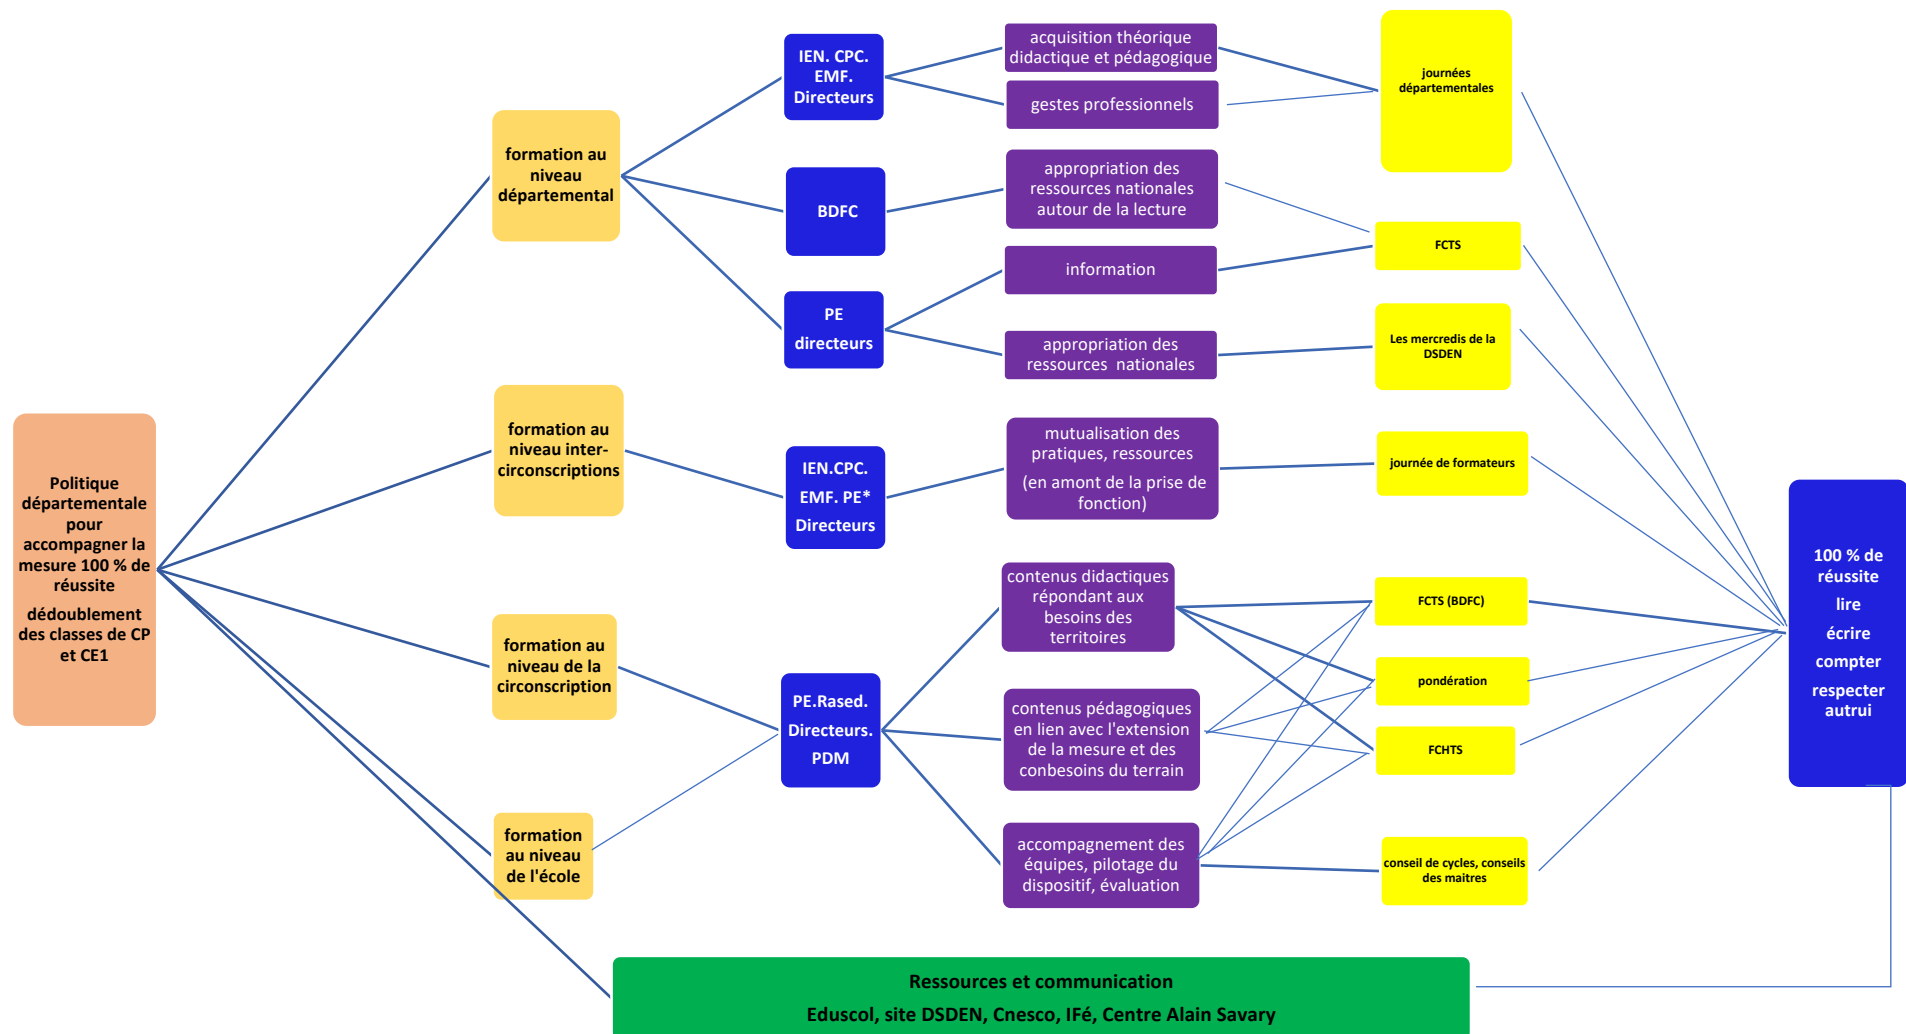 Politique
départementale
pour
accompagner la
mesure 100 % de
réussite
dédoublement
des classes de CP
et CE1
formation au
niveau
départemental
formation au
niveau inter-
circonscriptions
formation au
niveau de la
circonscription
formation
au niveau
de l'école
IEN. CPC.
EMF.
Directeurs
BDFC
PE
directeurs
IEN.CPC.
EMF. PE*
Directeurs
PE.Rased.
Directeurs.
PDM
acquisition théorique
didactique et pédagogique
gestes professionnels
appropriation des
ressources nationales
autour de la lecture
information
appropriation des
ressources  nationales
mutualisation des
pratiques, ressources
(en amont de la prise de
fonction)
contenus didactiques
répondant aux
besoins des
territoires
contenus pédagogiques
en lien avec l'extension
de la mesure et des
conbesoins du terrain
accompagnement des
équipes, pilotage du
dispositif, évaluation
journées
départementales
FCTS
Les mercredis de la
DSDEN
journée de formateurs
FCTS (BDFC)
pondération
FCHTS
conseil de cycles, conseils
des maitres
100 % de
réussite
lire
écrire
compter
respecter
autrui
Ressources et communication
Eduscol, site DSDEN, Cnesco, IFé, Centre Alain Savary